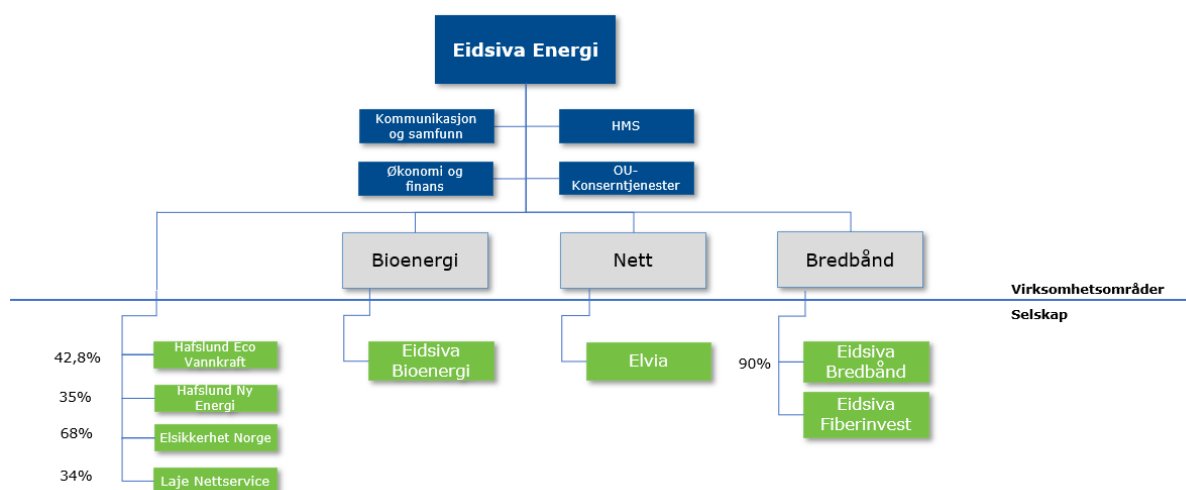 Eidsiva Energi
Kommunikasjon
og samfunn
HMS
Økonomi og
finans
OU-
Konserntjenester
Bioenergi
Nett
Bredbånd
Virksomhetsområder
Selskap
42,8%
Hafslund Eco
Vannkraft
35%
Hafslund Ny
Energi
68%
Elsikkerhet Norge
34%
Laje Nettservice
Eidsiva
Bioenergi
Elvia
90%
Eidsiva
Bredbånd
Eidsiva
Fiberinvest